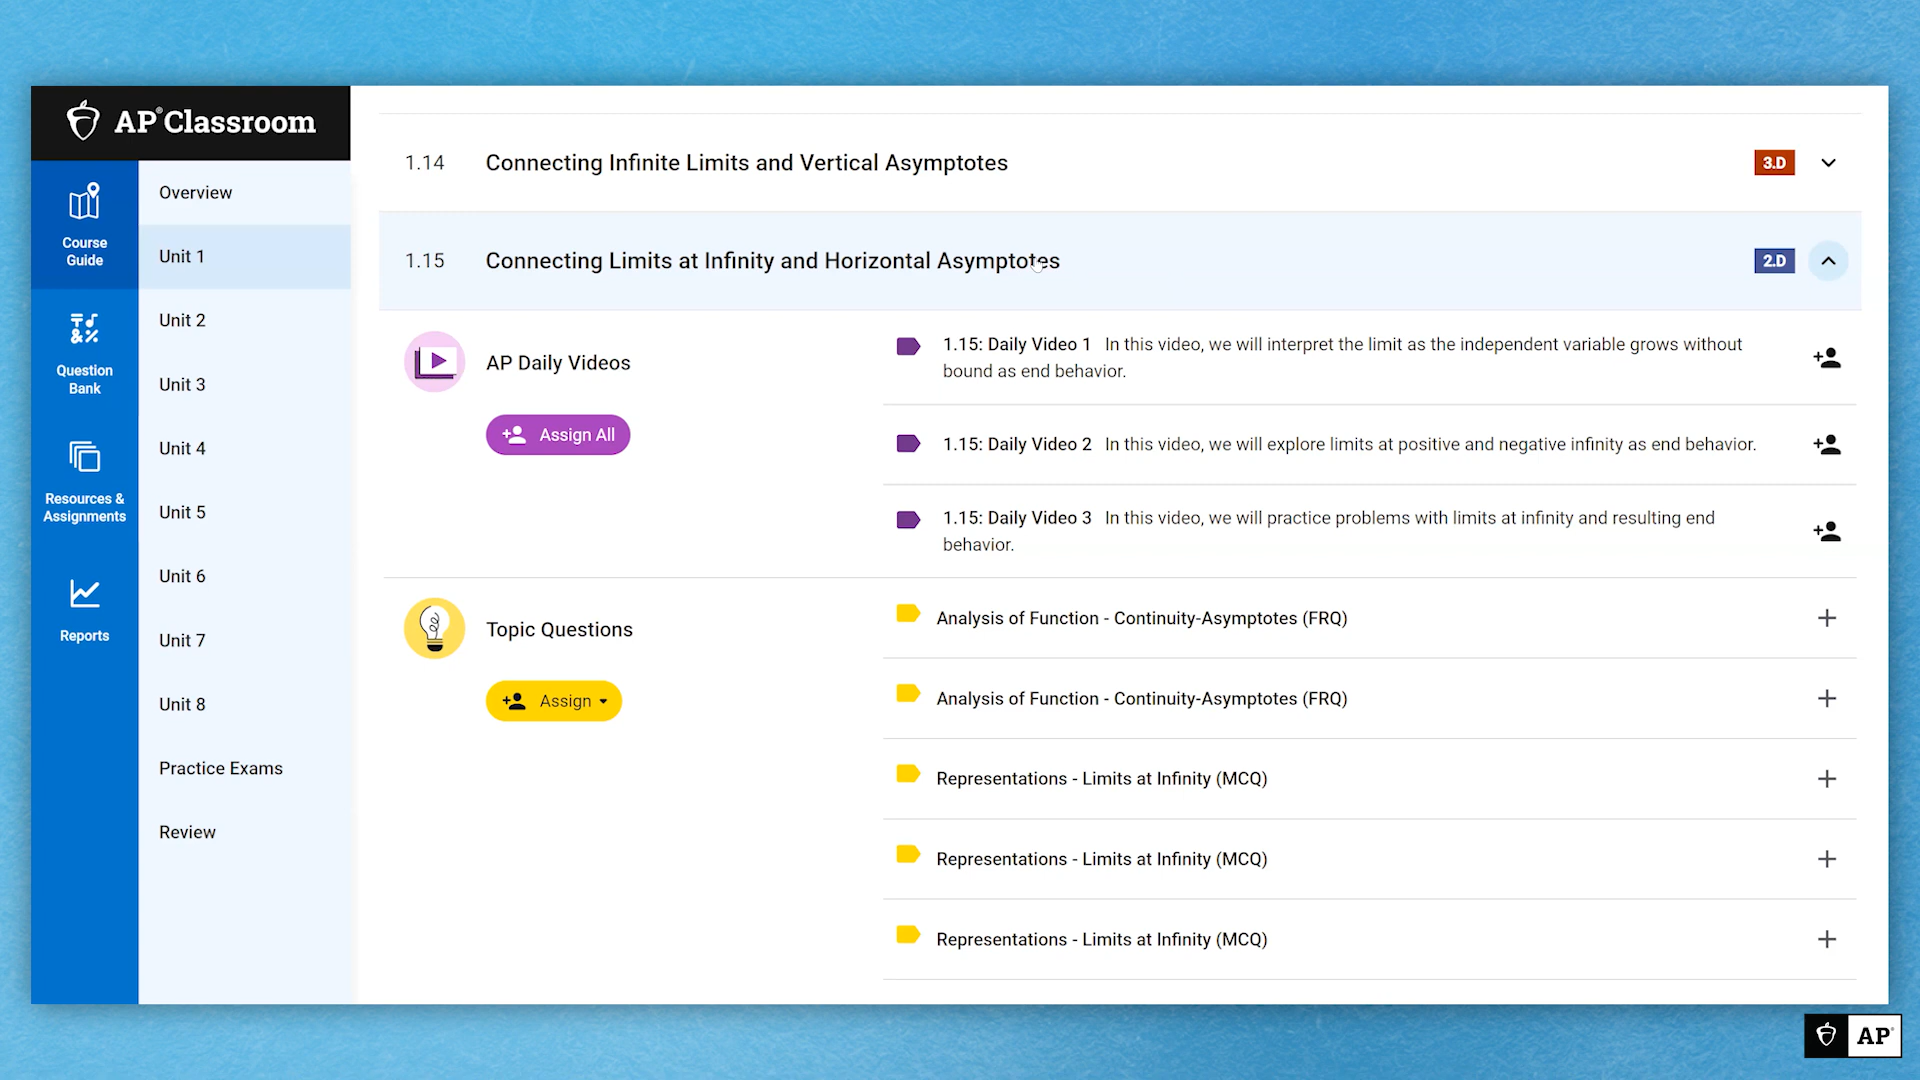 AP® Classroom
Course
Guide
Question
Bank
Resources &
Assignments
Reports
Overview
Unit 1
Unit 2
Unit 3
Unit 4
Unit 5
Unit 6
Unit 7
Unit 8
Practice Exams
Review
1.14 Connecting Infinite Limits and Vertical Asymptotes 3.D
1.15 Connecting Limits at Infinity and Horizontal Asymptotes 2.D
AP Daily Videos
Assign All
1.15: Daily Video 1 In this video, we will interpret the limit as the independent variable grows without
bound as end behavior.
1.15: Daily Video 2 In this video, we will explore limits at positive and negative infinity as end behavior.
1.15: Daily Video 3 In this video, we will practice problems with limits at infinity and resulting end
behavior.
Topic Questions
Assign
Analysis of Function - Continuity-Asymptotes (FRQ)
Analysis of Function - Continuity-Asymptotes (FRQ)
Representations - Limits at Infinity (MCQ)
Representations - Limits at Infinity (MCQ)
Representations - Limits at Infinity (MCQ)
AP®